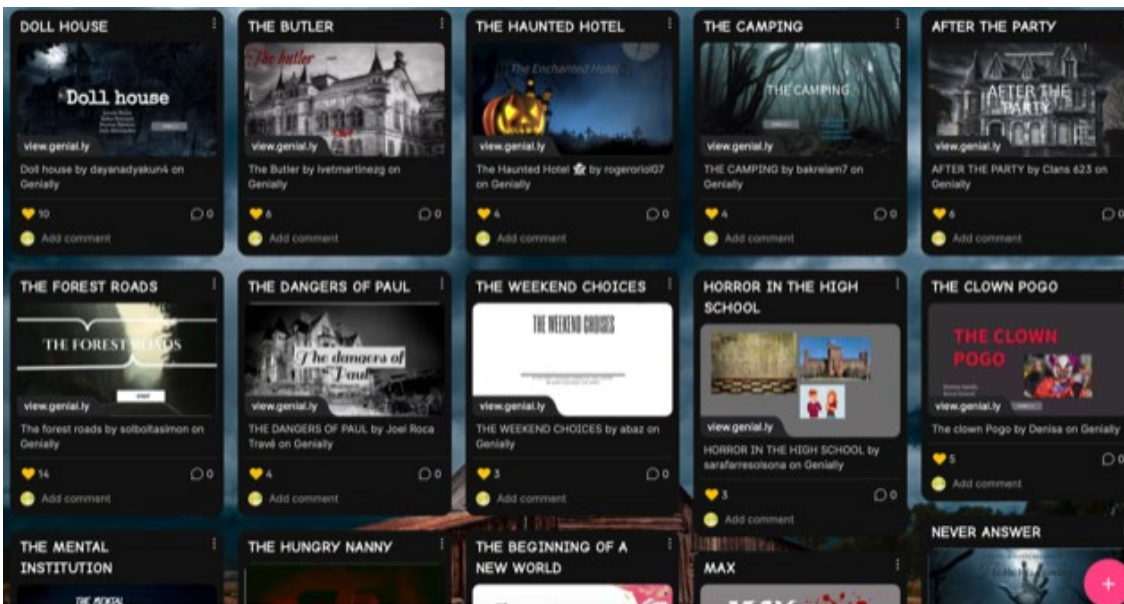 DOLL HOUSE
Doll house
view.genial.ly
Doll house by dayanadyakun4 on
Genially
10
0
Add comment
THE BUTLER
The butler
view.genial.ly
The Butler by ivetmartinezg on
Genially
6
0
Add comment
THE HAUNTED HOTEL
The Enchanted Hotel
view.genial.ly
The Haunted Hotel 👻 by rogeroriol07
on Genially
4
0
Add comment
THE CAMPING
THE CAMPING
view.genial.ly
THE CAMPING by bakrelam7 on
Genially
4
0
Add comment
AFTER THE PARTY
AFTER THE
PARTY
view.genial.ly
AFTER THE PARTY by Clans 623 on
Genially
6
0
Add comment
THE FOREST ROADS
THE FOREST ROADS
START
view.genial.ly
The forest roads by solboltasimon on
Genially
14
0
Add comment
THE DANGERS OF PAUL
The dangers of
Paul
view.genial.ly
THE DANGERS OF PAUL by Joel Roca
Travé on Genially
4
0
Add comment
THE WEEKEND CHOICES
THE WEEKEND CHOISES
view.genial.ly
THE WEEKEND CHOICES by abaz on
Genially
3
0
Add comment
HORROR IN THE HIGH
SCHOOL
view.genial.ly
HORROR IN THE HIGH SCHOOL by
sarafarresolsona on Genially
3
0
Add comment
THE CLOWN POGO
THE CLOWN
POGO
view.genial.ly
The clown Pogo by Denisa on Genially
5
0
Add comment
THE MENTAL
INSTITUTION
THE MENTAL
THE HUNGRY NANNY
THE BEGINNING OF A
NEW WORLD
MAX
MAX
NEVER ANSWER